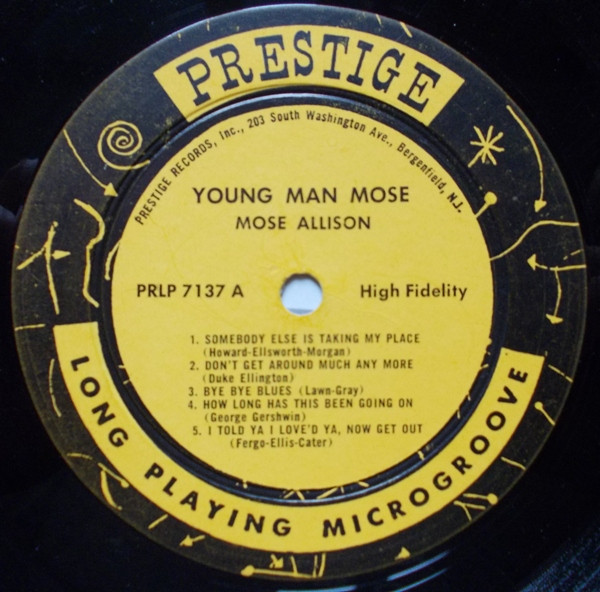 PRESTIGE
PRESTIGE RECORDS, Inc., 203 South Washington Ave., Bergenfield, N.J.
YOUNG MAN MOSE
MOSE ALLISON
PRLP 7137 A High Fidelity
1. SOMEBODY ELSE IS TAKING MY PLACE
(Howard-Ellsworth-Morgan)
2. DON'T GET AROUND MUCH ANY MORE
(Duke Ellington)
3. BYE BYE BLUES (Lawn-Gray)
4. HOW LONG HAS THIS BEEN GOING ON
(George Gershwin)
5. I TOLD YA I LOVE'D YA, NOW GET OUT
(Fergo-Ellis-Cater)
LONG PLAYING MICROGROOVE